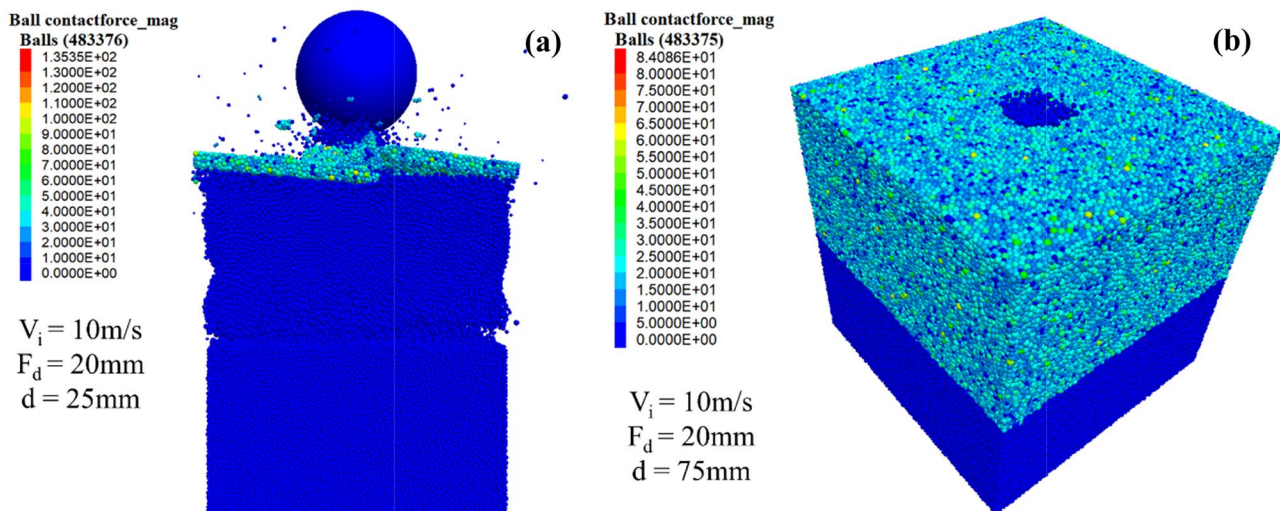 Ball contactforce_mag
Balls (483376)
1.3535E+02
1.3000E+02
1.2000E+02
1.1000E+02
1.0000E+02
9.0000E+01
8.0000E+01
7.0000E+01
6.0000E+01
5.0000E+01
4.0000E+01
3.0000E+01
2.0000E+01
1.0000E+01
0.0000E+00
(a)
Vi = 10m/s
Fd = 20mm
d = 25mm
Ball contactforce_mag
Balls (483375)
8.4086E+01
8.0000E+01
7.5000E+01
7.0000E+01
6.5000E+01
6.0000E+01
5.5000E+01
5.0000E+01
4.5000E+01
4.0000E+01
3.5000E+01
3.0000E+01
2.5000E+01
2.0000E+01
1.5000E+01
1.0000E+01
5.0000E+00
0.0000E+00
(b)
Vi = 10m/s
Fd = 20mm
d = 75mm